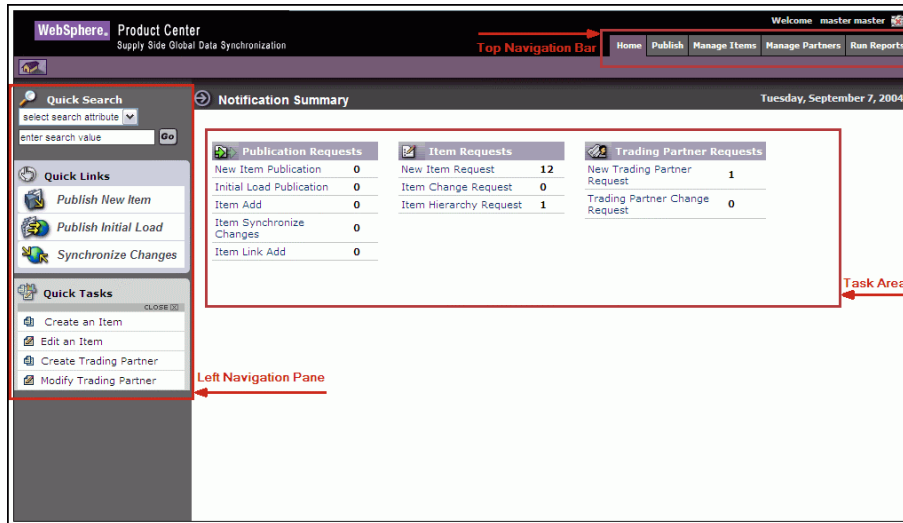 Welcome master master
WebSphere. Product Center
Supply Side Global Data Synchronization
Top Navigation Bar
Home Publish Manage Items Manage Partners Run Reports
Quick Search
select search attribute
enter search value Go
Notification Summary
Tuesday, September 7, 2004
Quick Links
Publish New Item
Publish Initial Load
Synchronize Changes
Quick Tasks
CLOSE
Create an Item
Edit an Item
Create Trading Partner
Modify Trading Partner
Publication Requests
New Item Publication 0
Initial Load Publication 0
Item Add 0
Item Synchronize
Changes 0
Item Link Add 0
Item Requests
New Item Request 12
Item Change Request 0
Item Hierarchy Request 1
Trading Partner Requests
New Trading Partner
Request 1
Trading Partner Change
Request 0
Task Area
Left Navigation Pane